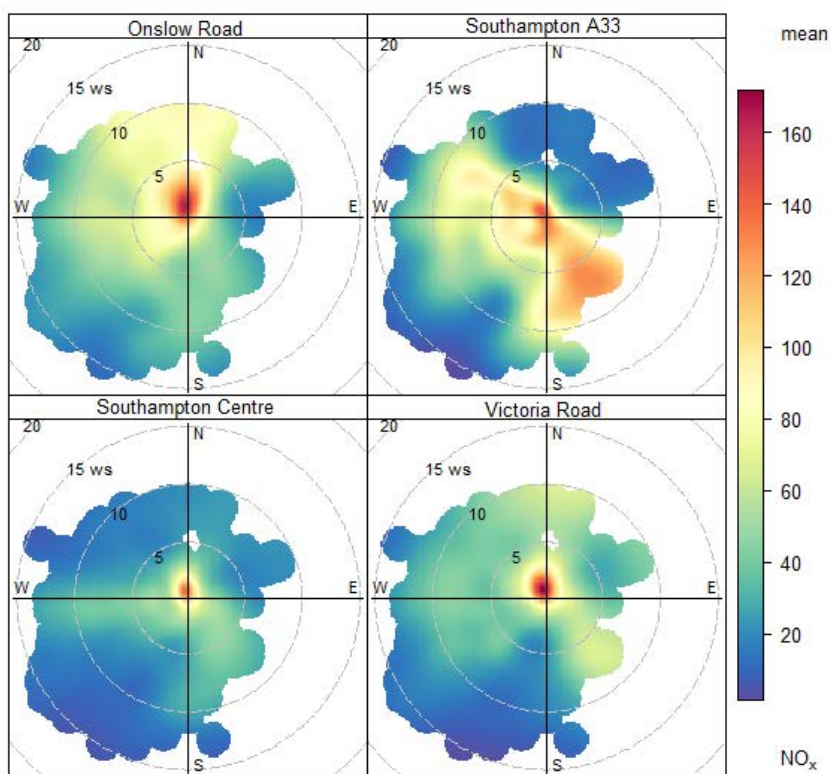 Onslow Road
Southampton A33
mean
20
15 ws
10
5
N
W
E
S
20
15 ws
10
5
N
W
E
S
160
140
120
100
80
60
40
20
Southampton Centre
Victoria Road
20
15 ws
10
5
N
W
E
S
20
15 ws
10
5
N
W
E
S
NOx